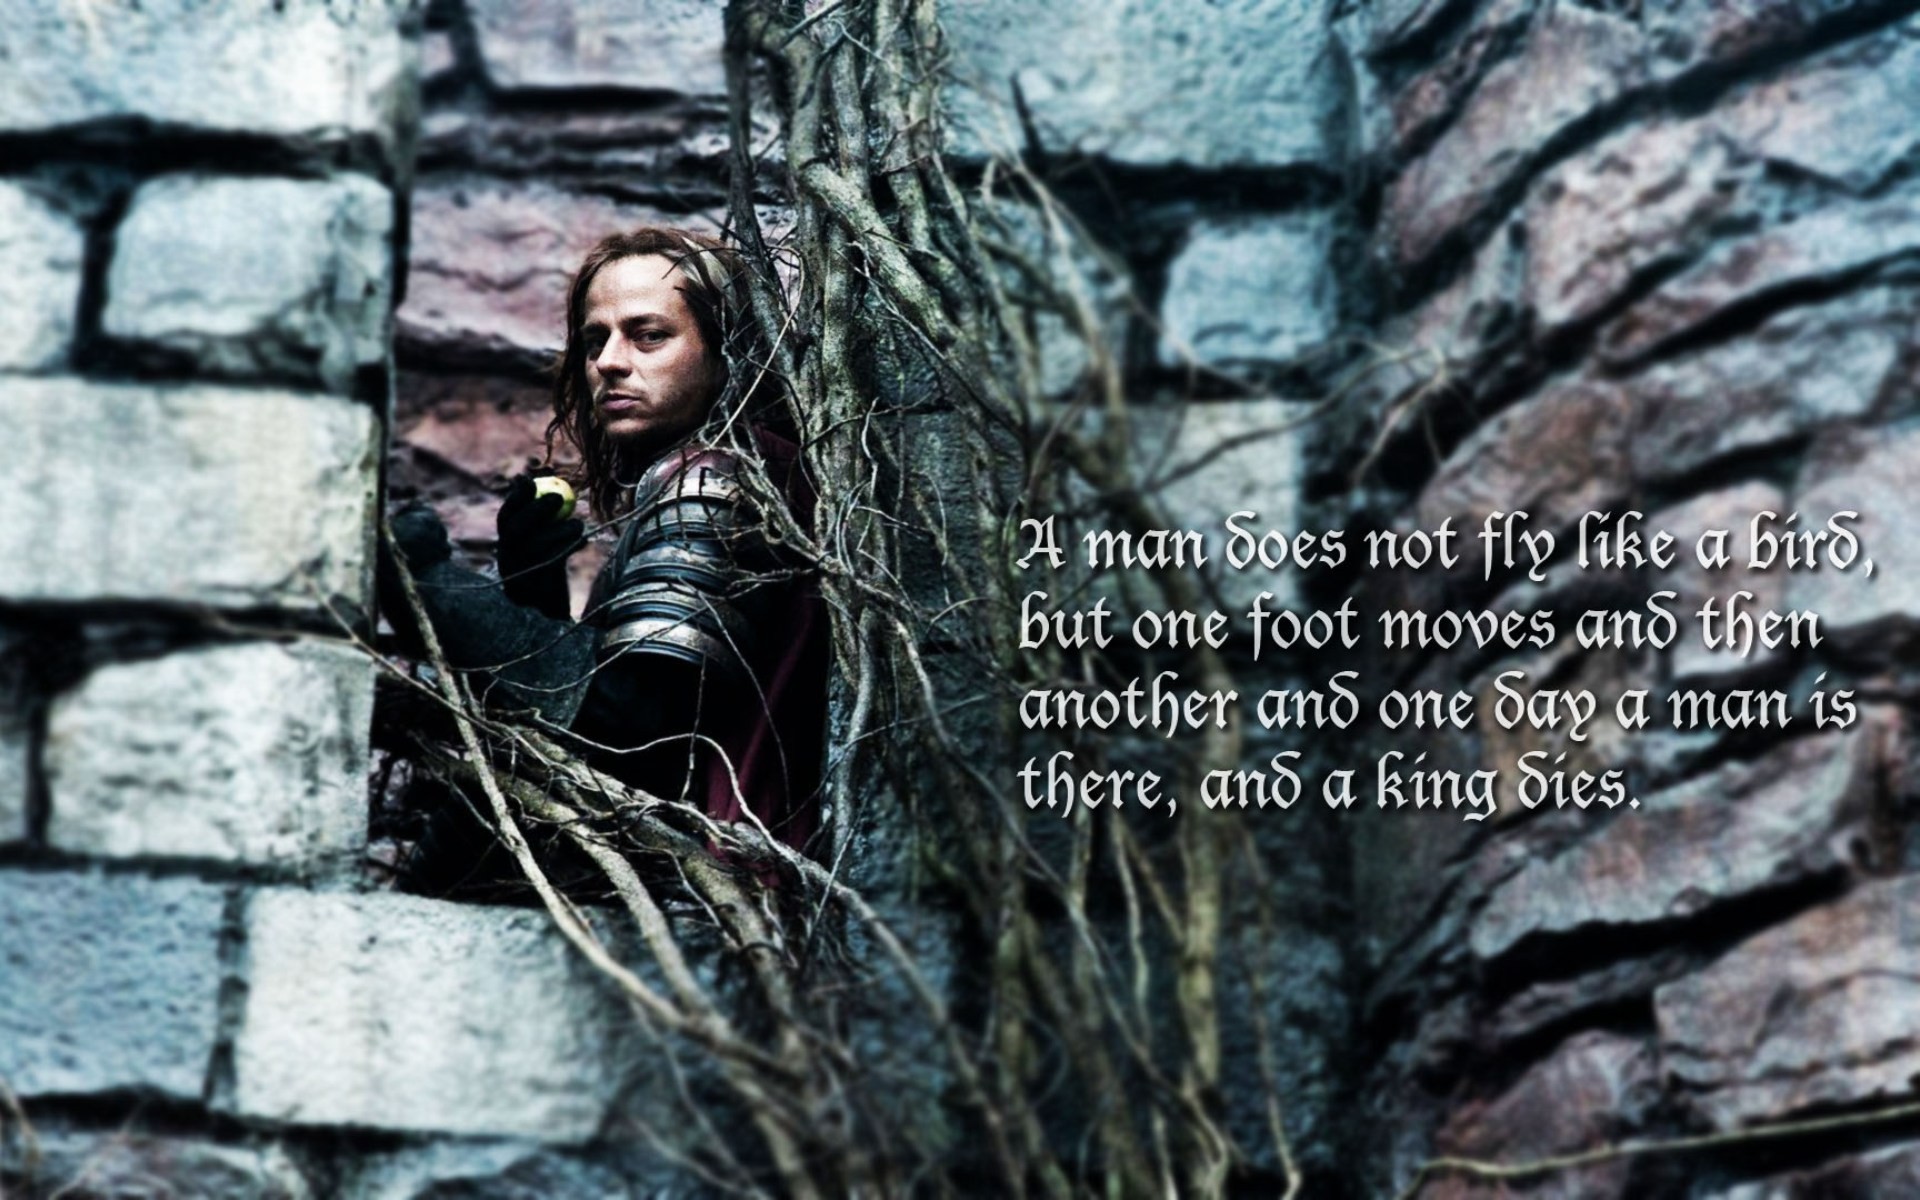 A man does not fly like a bird,
but one foot moves and then
another and one day a man is
there, and a king dies.